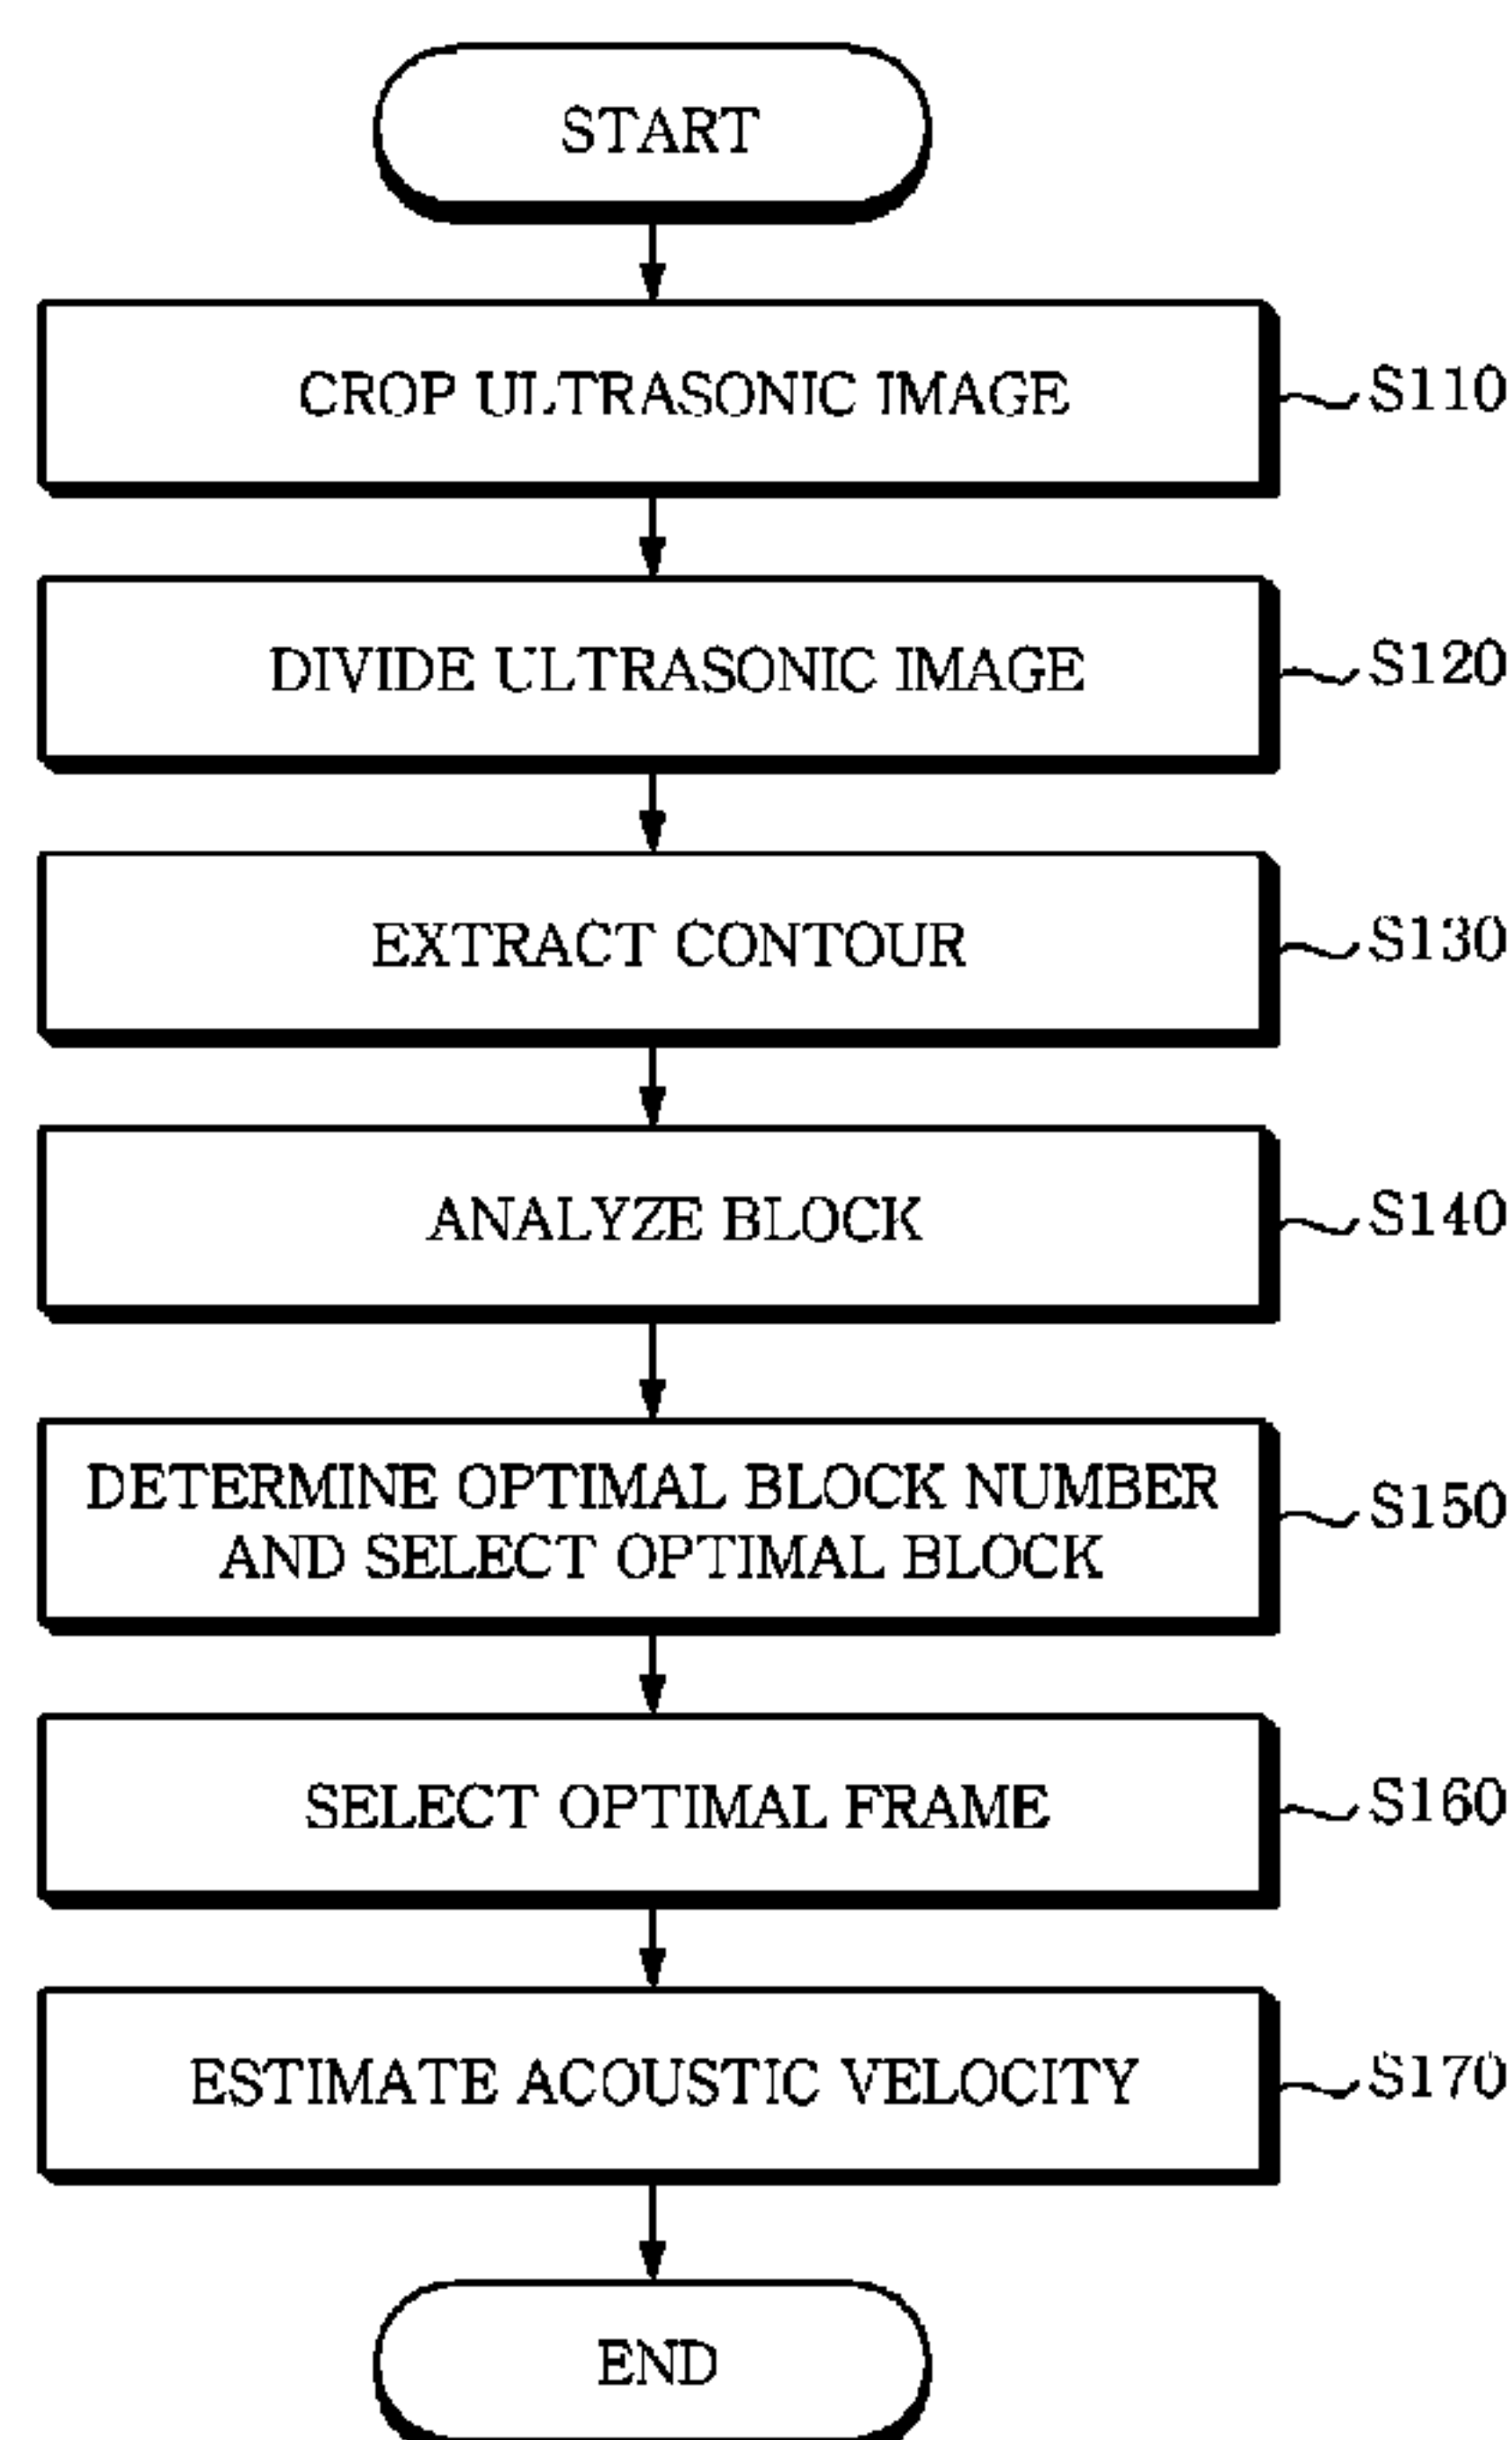 START
CROP ULTRASONIC IMAGE
S110
DIVIDE ULTRASONIC IMAGE
S120
EXTRACT CONTOUR
S130
ANALYZE BLOCK
S140
DETERMINE OPTIMAL BLOCK NUMBER
AND SELECT OPTIMAL BLOCK
S150
SELECT OPTIMAL FRAME
S160
ESTIMATE ACOUSTIC VELOCITY
S170
END